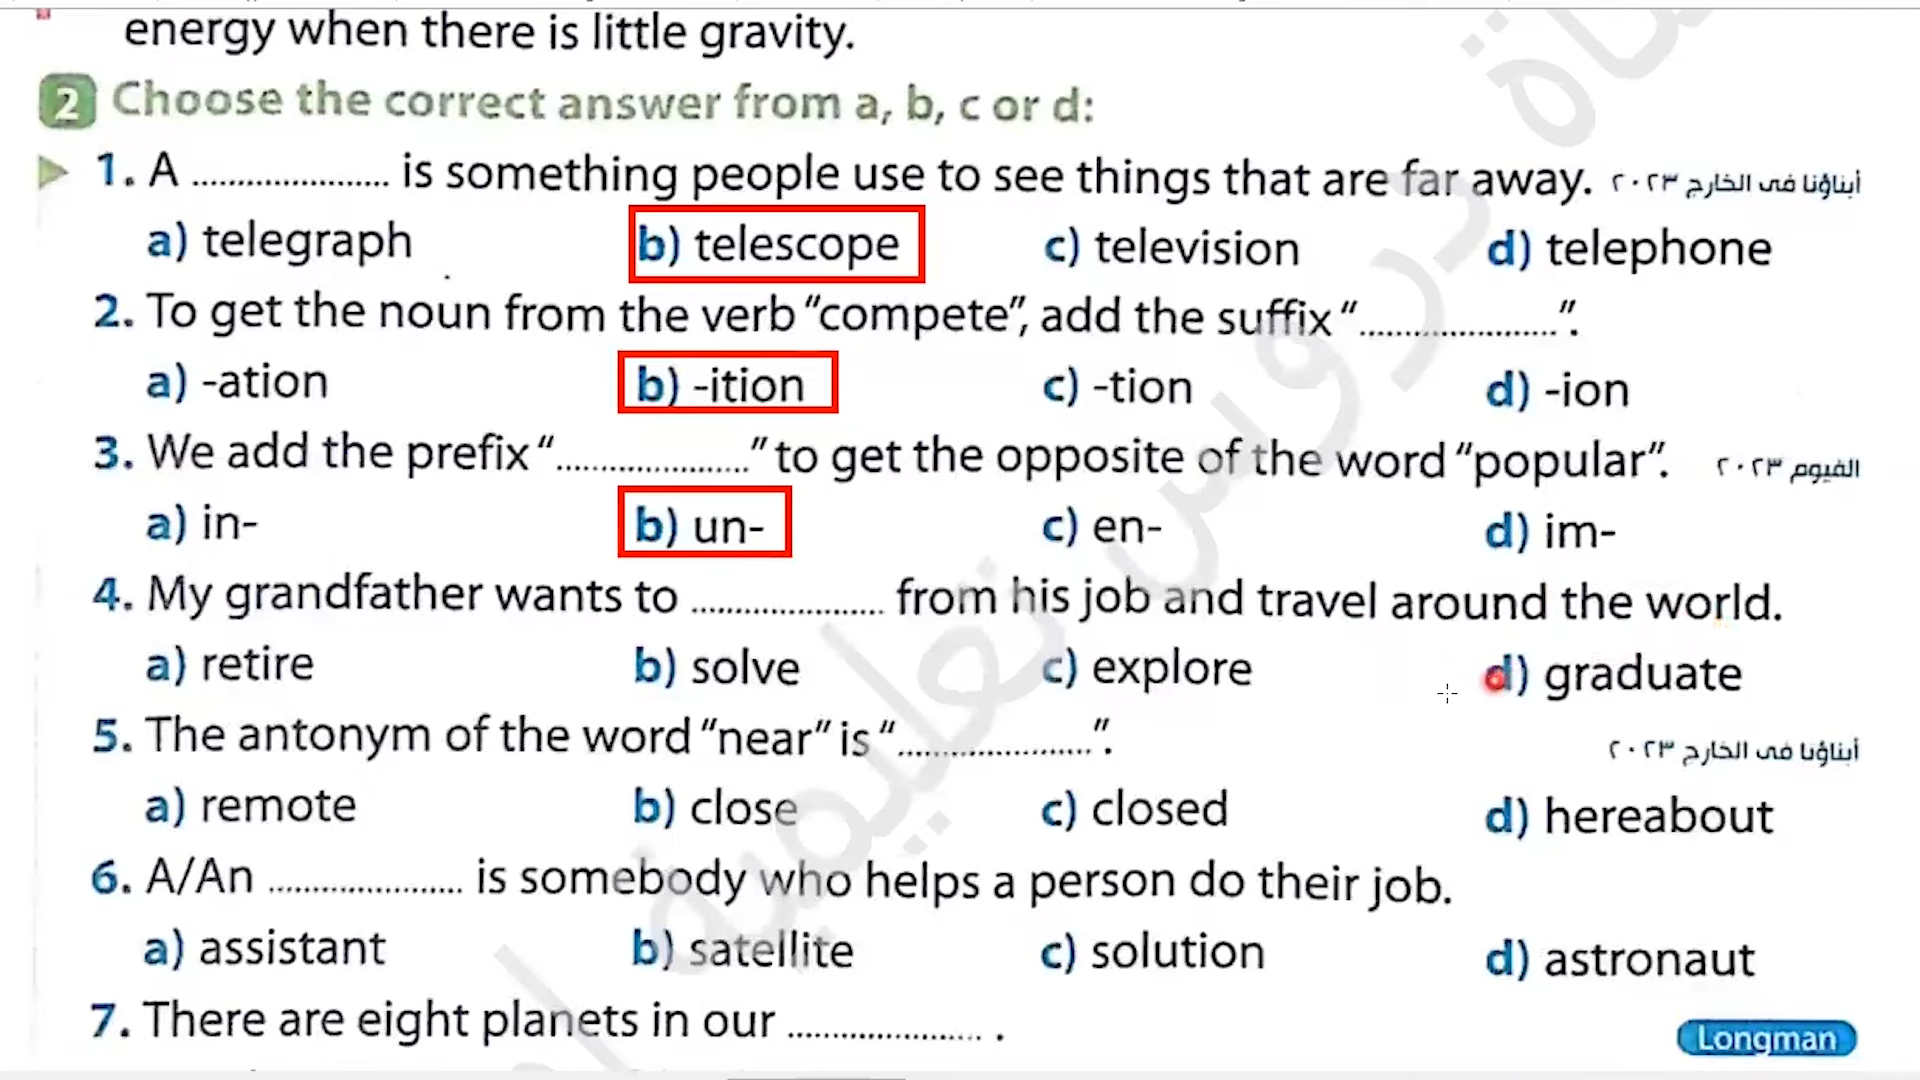 energy when there is little gravity.
2 Choose the correct answer from a, b, c or d:
1. A ...................... is something people use to see things that are far away. أبناؤنا فى الخارج ٢٠٢٣
a) telegraph b) telescope c) television d) telephone
2. To get the noun from the verb “compete”, add the suffix “......................”.
a) -ation b) -ition c) -tion d) -ion
3. We add the prefix “......................” to get the opposite of the word “popular”. الفيوم ٢٠٢٣
a) in- b) un- c) en- d) im-
4. My grandfather wants to ...................... from his job and travel around the world.
a) retire b) solve c) explore d) graduate
5. The antonym of the word “near” is “......................”. أبناؤنا فى الخارج ٢٠٢٣
a) remote b) close c) closed d) hereabout
6. A/An ...................... is somebody who helps a person do their job.
a) assistant b) satellite c) solution d) astronaut
7. There are eight planets in our ...................... .
Longman
دروس تعليمية